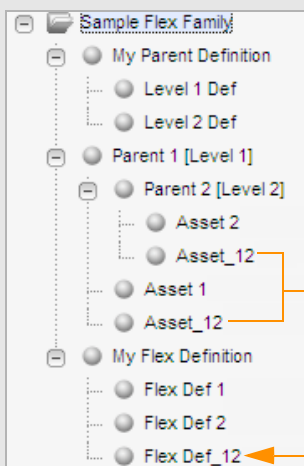 Sample Flex Family
My Parent Definition
Level 1 Def
Level 2 Def
Parent 1 [Level 1]
Parent 2 [Level 2]
Asset 2
Asset_12
Asset 1
Asset_12
My Flex Definition
Flex Def 1
Flex Def 2
Flex Def_12